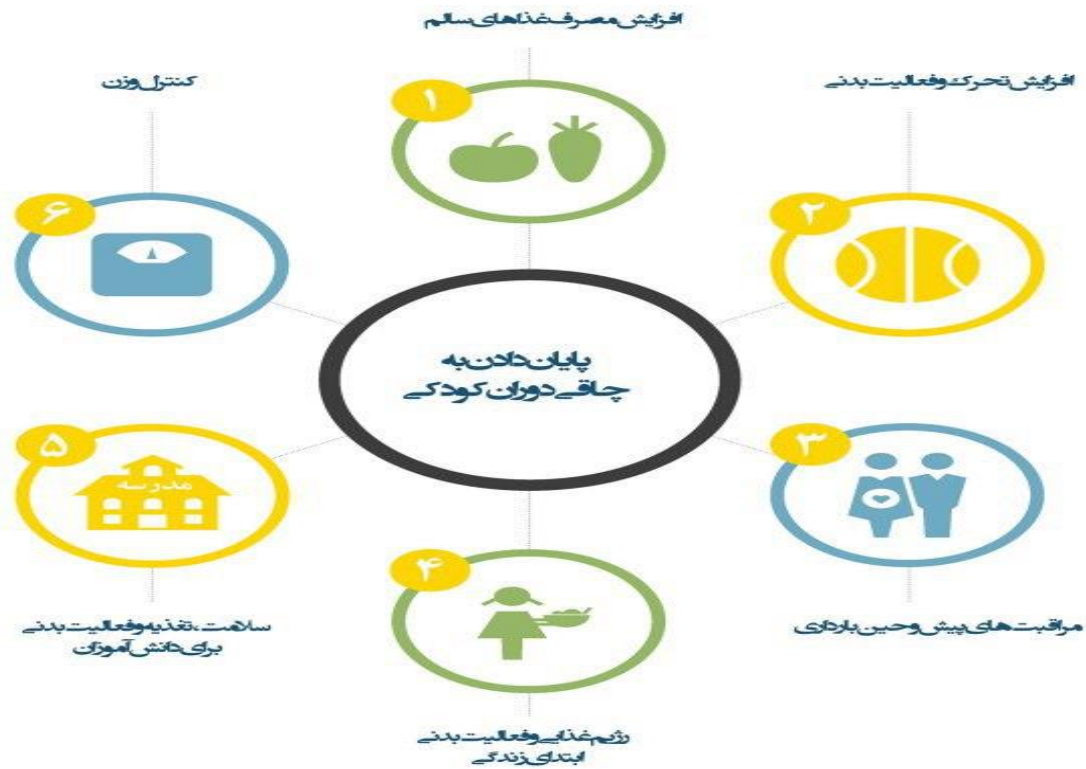 افزایش مصرف غذاهای سالم
۱
افزایش تحرک و فعالیت بدنی
۲
کنترل وزن
۶
پایان دادن به
چاقی دوران کودکی
۳
مراقبت‌های پیش و حین بارداری
۵
مدرسه
سلامت، تغذیه و فعالیت بدنی
برای دانش آموزان
۴
رژیم غذایی و فعالیت بدنی
ابتدای زندگی